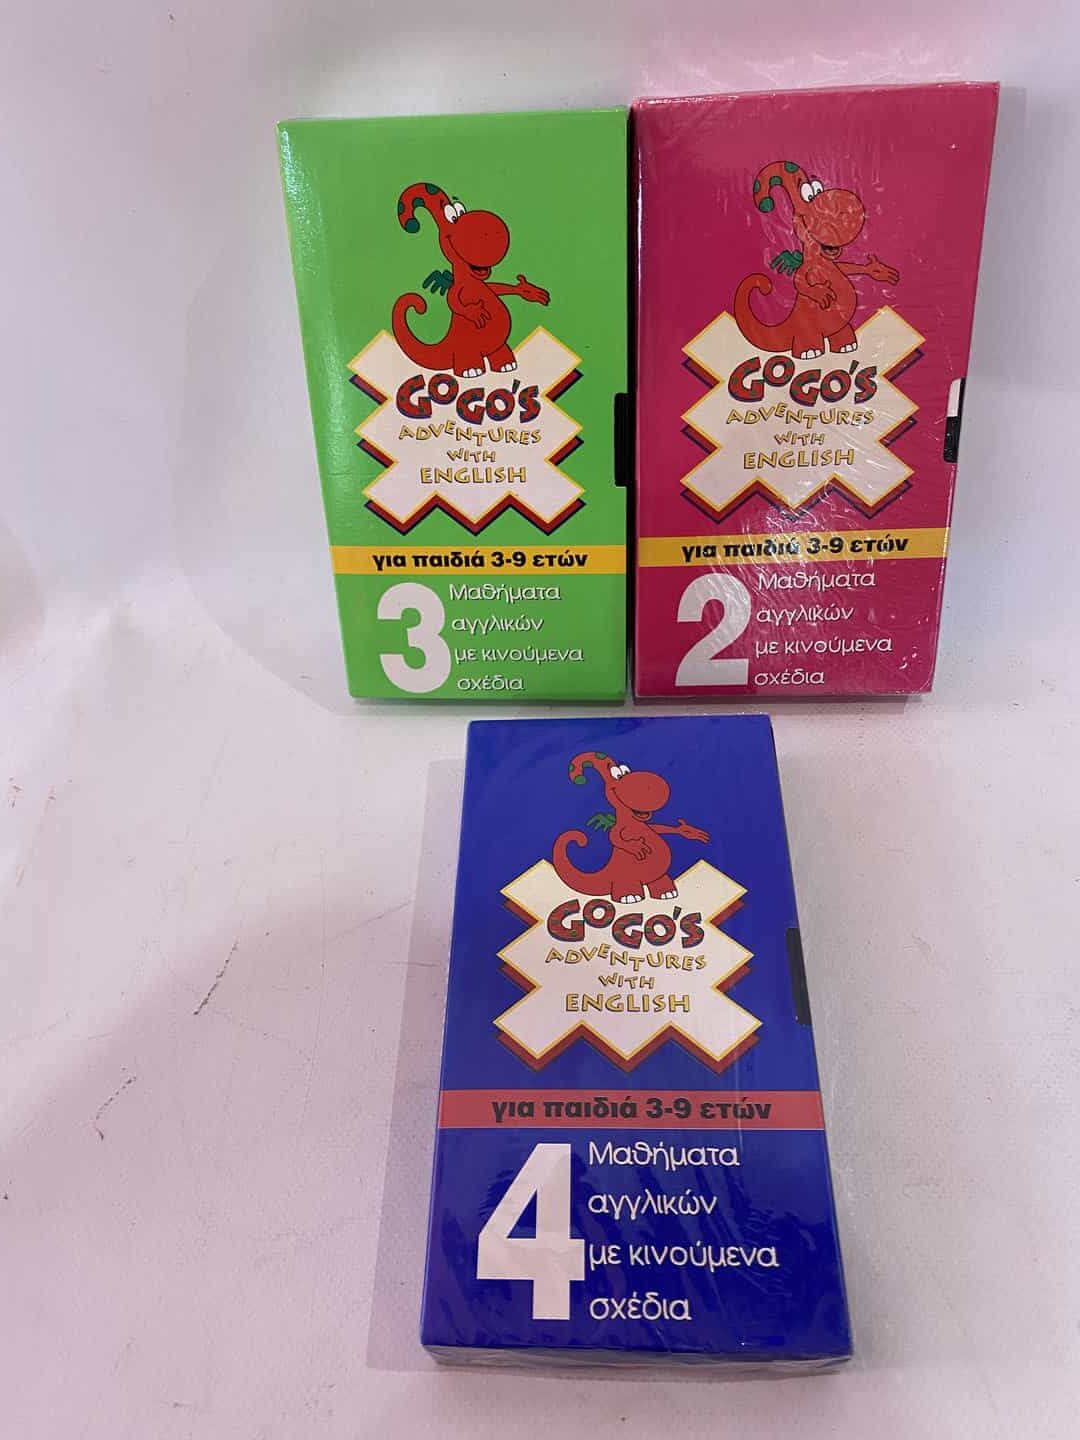 GOGO'S
ADVENTURES
WITH
ENGLISH
για παιδιά 3-9 ετών
3
Μαθήματα
αγγλικών
με κινούμενα
σχέδια
GOGO'S
ADVENTURES
WITH
ENGLISH
για παιδιά 3-9 ετών
2
Μαθήματα
αγγλικών
με κινούμενα
σχέδια
GOGO'S
ADVENTURES
WITH
ENGLISH
για παιδιά 3-9 ετών
4
Μαθήματα
αγγλικών
με κινούμενα
σχέδια